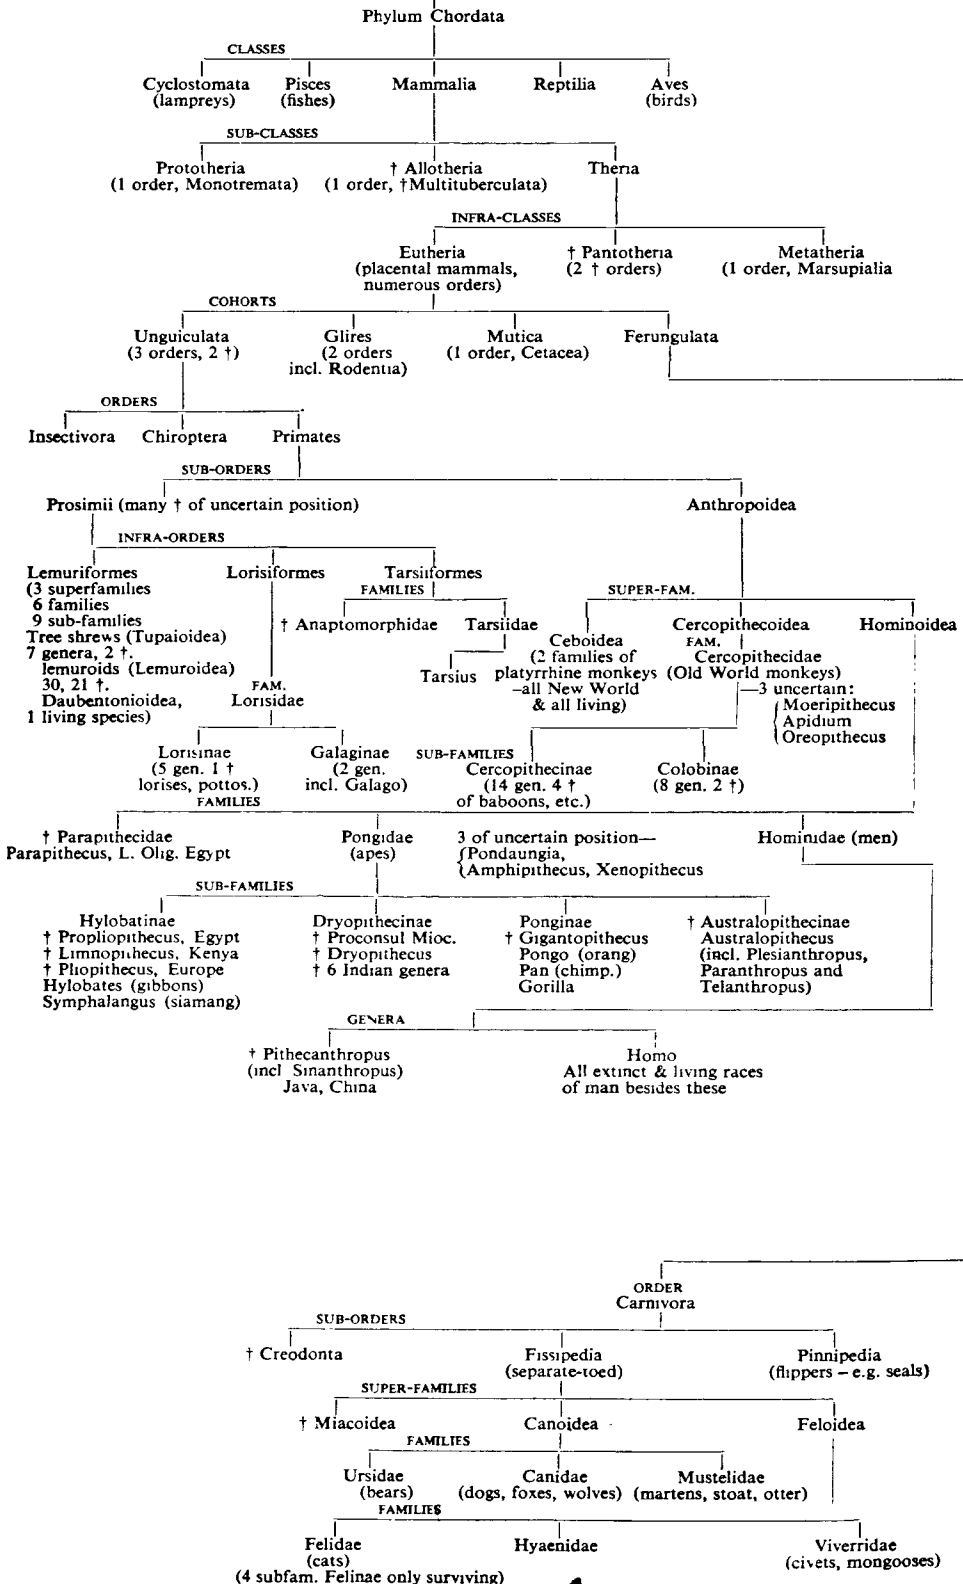 Phylum Chordata
CLASSES
Cyclostomata Pisces Mammalia Reptilia Aves
(lampreys) (fishes) (birds)
SUB-CLASSES
Prototheria † Allotheria Theria
(1 order, Monotremata) (1 order, †Multituberculata)
INFRA-CLASSES
Eutheria † Pantotheria Metatheria
(placental mammals, (2 † orders) (1 order, Marsupialia
numerous orders)
COHORTS
Unguiculata Glires Mutica Ferungulata
(3 orders, 2 †) (2 orders (1 order, Cetacea)
incl. Rodentia)
ORDERS
Insectivora Chiroptera Primates
SUB-ORDERS
Prosimii (many † of uncertain position) Anthropoidea
INFRA-ORDERS
Lemuriformes Lorisiformes Tarsiiformes
(3 superfamilies FAMILIES SUPER-FAM.
6 families
9 sub-families † Anaptomorphidae Tarsiidae Cercopithecoidea Hominoidea
Tree shrews (Tupaioidea) Ceboidea FAM.
7 genera, 2 †. (2 families of Cercopithecidae
lemuroids (Lemuroidea) Tarsius platyrrhine monkeys (Old World monkeys)
30, 21 †. FAM. –all New World —3 uncertain:
Daubentonioidea, Lorisidae & all living) Moeripithecus
1 living species) Apidium
Oreopithecus
Lorisinae Galaginae SUB-FAMILIES
(5 gen. 1 † (2 gen. Cercopithecinae Colobinae
lorises, pottos.) incl. Galago) (14 gen. 4 † (8 gen. 2 †)
FAMILIES of baboons, etc.)
† Parapithecidae Pongidae 3 of uncertain position— Hominidae (men)
Parapithecus, L. Olig. Egypt (apes) Pondaungia,
Amphipithecus, Xenopithecus
SUB-FAMILIES
Hylobatinae Dryopithecinae Ponginae † Australopithecinae
† Propliopithecus, Egypt † Proconsul Mioc. † Gigantopithecus Australopithecus
† Limnopithecus, Kenya † Dryopithecus Pongo (orang) (incl. Plesianthropus,
† Pliopithecus, Europe † 6 Indian genera Pan (chimp.) Paranthropus and
Hylobates (gibbons) Gorilla Telanthropus)
Symphalangus (siamang)
GENERA
† Pithecanthropus Homo
(incl Sinanthropus) All extinct & living races
Java, China of man besides these
ORDER
Carnivora
SUB-ORDERS
† Creodonta Fissipedia Pinnipedia
(separate-toed) (flippers – e.g. seals)
SUPER-FAMILIES
† Miacoidea Canoidea Feloidea
FAMILIES
Ursidae Canidae Mustelidae
(bears) (dogs, foxes, wolves) (martens, stoat, otter)
FAMILIES
Felidae Hyaenidae Viverridae
(cats) (civets, mongooses)
(4 subfam. Felinae only surviving)